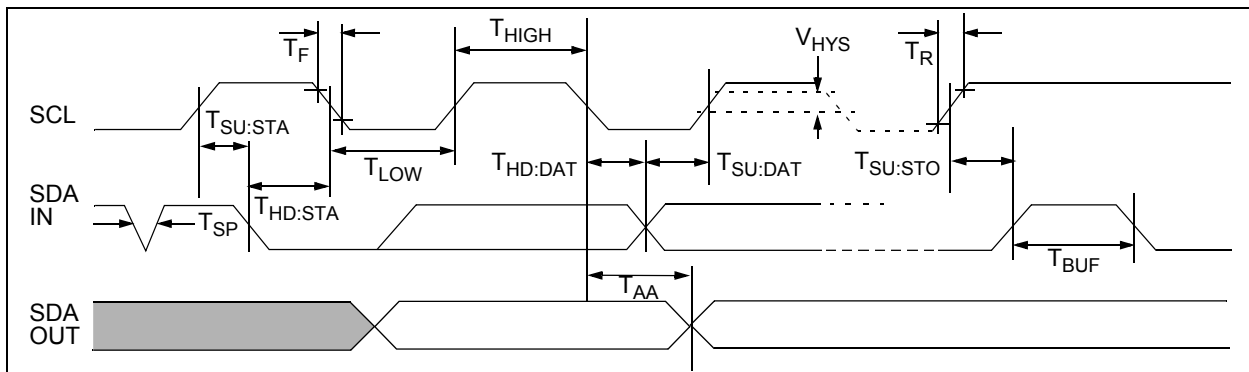 T_F
T_HIGH
V_HYS
T_R
SCL
T_SU:STA
T_LOW
T_HD:DAT
T_SU:DAT
T_SU:STO
SDA
IN
T_SP
T_HD:STA
T_BUF
T_AA
SDA
OUT